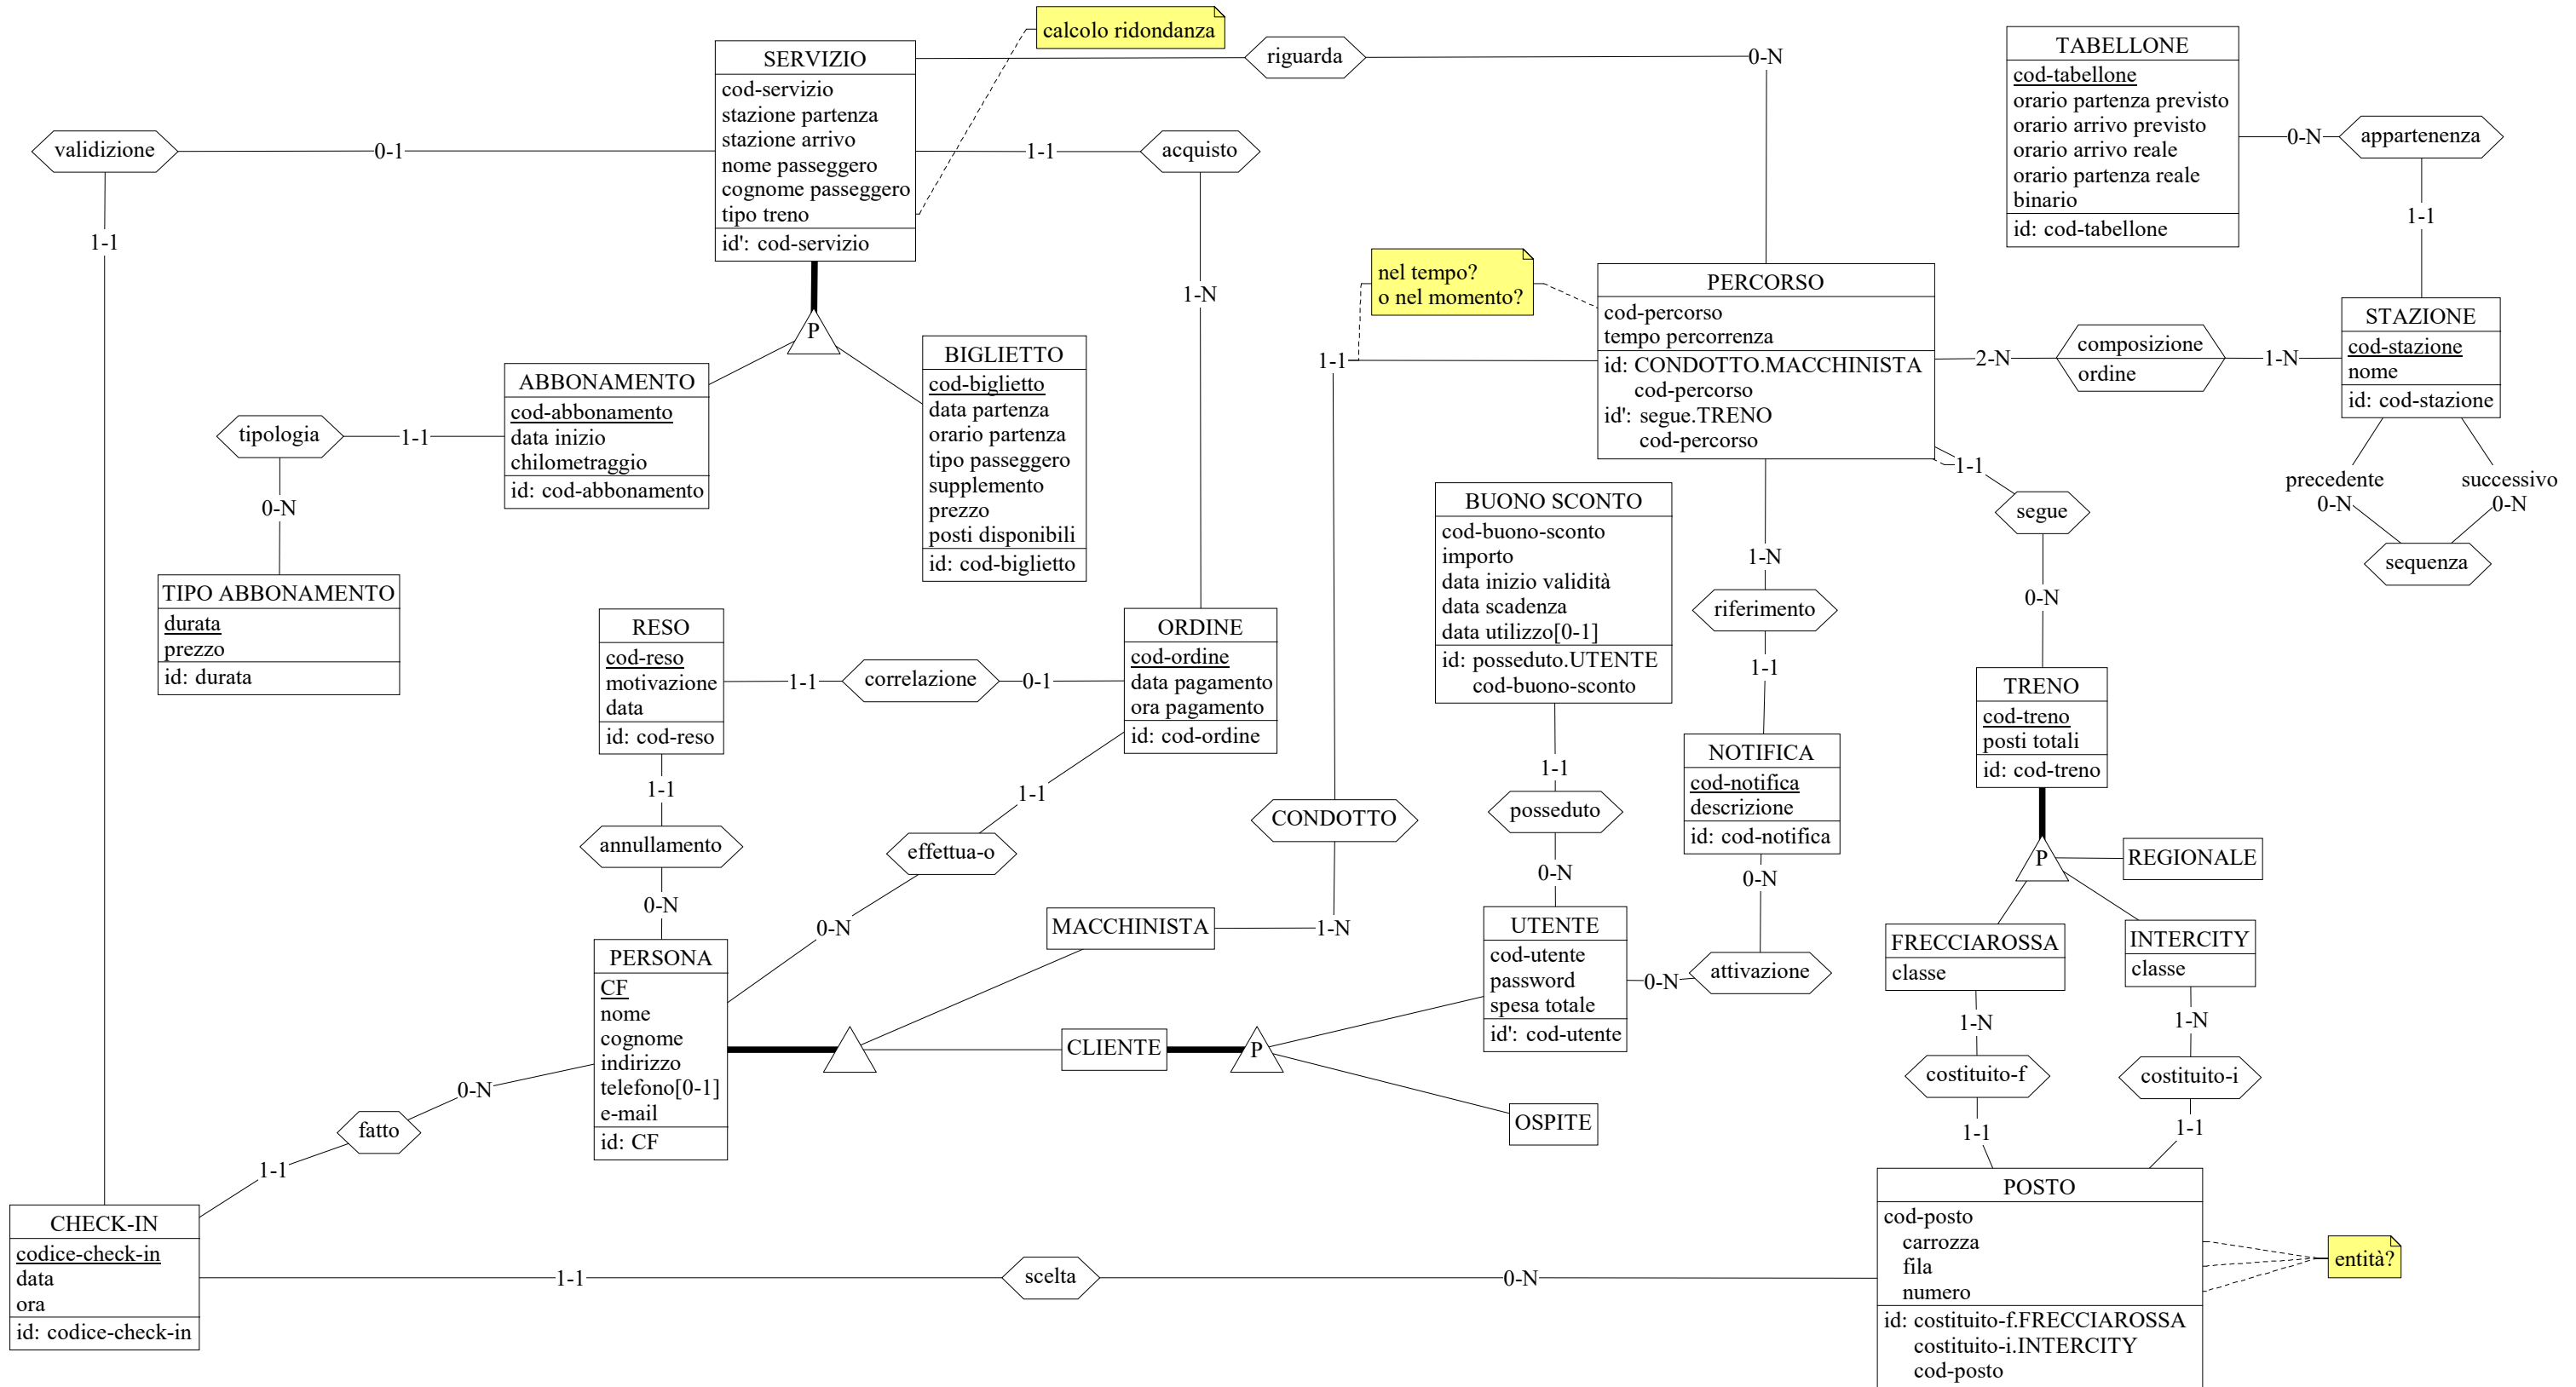 calcolo ridondanza
SERVIZIO
cod-servizio
stazione partenza
stazione arrivo
nome passeggero
cognome passeggero
tipo treno
id': cod-servizio
riguarda
0-N
TABELLONE
cod-tabellone
orario partenza previsto
orario arrivo previsto
orario arrivo reale
orario partenza reale
binario
id: cod-tabellone
0-N
appartenenza
1-1
validizione
0-1
1-1
1-1
acquisto
1-N
nel tempo?
o nel momento?
PERCORSO
cod-percorso
tempo percorrenza
id: CONDOTTO.MACCHINISTA
cod-percorso
id': segue.TRENO
cod-percorso
1-1
2-N
composizione
ordine
1-N
STAZIONE
cod-stazione
nome
id: cod-stazione
precedente
0-N
successivo
0-N
sequenza
P
ABBONAMENTO
cod-abbonamento
data inizio
chilometraggio
id: cod-abbonamento
BIGLIETTO
cod-biglietto
data partenza
orario partenza
tipo passeggero
supplemento
prezzo
posti disponibili
id: cod-biglietto
tipologia
1-1
0-N
TIPO ABBONAMENTO
durata
prezzo
id: durata
1-1
segue
0-N
BUONO SCONTO
cod-buono-sconto
importo
data inizio validità
data scadenza
data utilizzo[0-1]
id: posseduto.UTENTE
cod-buono-sconto
1-N
riferimento
1-1
RESO
cod-reso
motivazione
data
id: cod-reso
1-1
correlazione
0-1
ORDINE
cod-ordine
data pagamento
ora pagamento
id: cod-ordine
TRENO
cod-treno
posti totali
id: cod-treno
NOTIFICA
cod-notifica
descrizione
id: cod-notifica
1-1
annullamento
0-N
1-1
effettua-o
0-N
CONDOTTO
1-N
1-1
posseduto
0-N
0-N
attivazione
0-N
P
REGIONALE
FRECCIAROSSA
classe
INTERCITY
classe
MACCHINISTA
UTENTE
cod-utente
password
spesa totale
id': cod-utente
PERSONA
CF
nome
cognome
indirizzo
telefono[0-1]
e-mail
id: CF
CLIENTE
P
OSPITE
1-N
costituito-f
1-1
1-N
costituito-i
1-1
0-N
fatto
1-1
CHECK-IN
codice-check-in
data
ora
id: codice-check-in
1-1
scelta
0-N
POSTO
cod-posto
carrozza
fila
numero
id: costituito-f.FRECCIAROSSA
costituito-i.INTERCITY
cod-posto
entità?